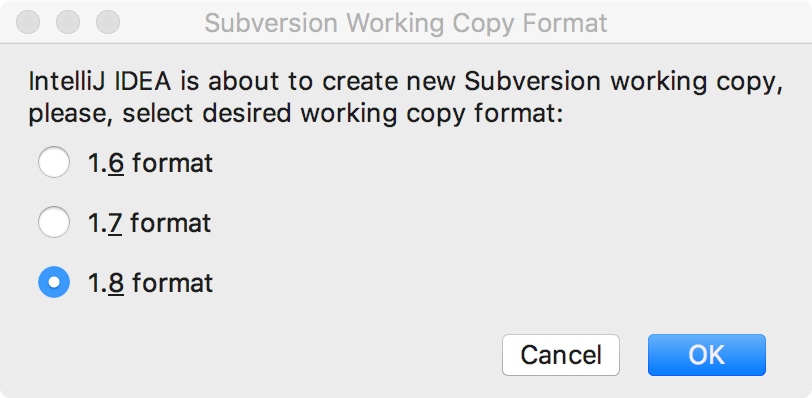 Subversion Working Copy Format
IntelliJ IDEA is about to create new Subversion working copy,
please, select desired working copy format:
1.6 format
1.7 format
1.8 format
Cancel
OK